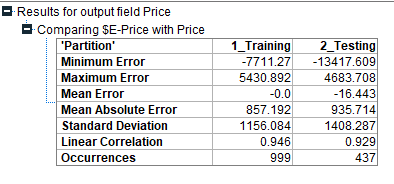 Results for output field Price
Comparing $E-Price with Price
'Partition' 1_Training 2_Testing
Minimum Error -7711.27 -13417.609
Maximum Error 5430.892 4683.708
Mean Error -0.0 -16.443
Mean Absolute Error 857.192 935.714
Standard Deviation 1156.084 1408.287
Linear Correlation 0.946 0.929
Occurrences 999 437